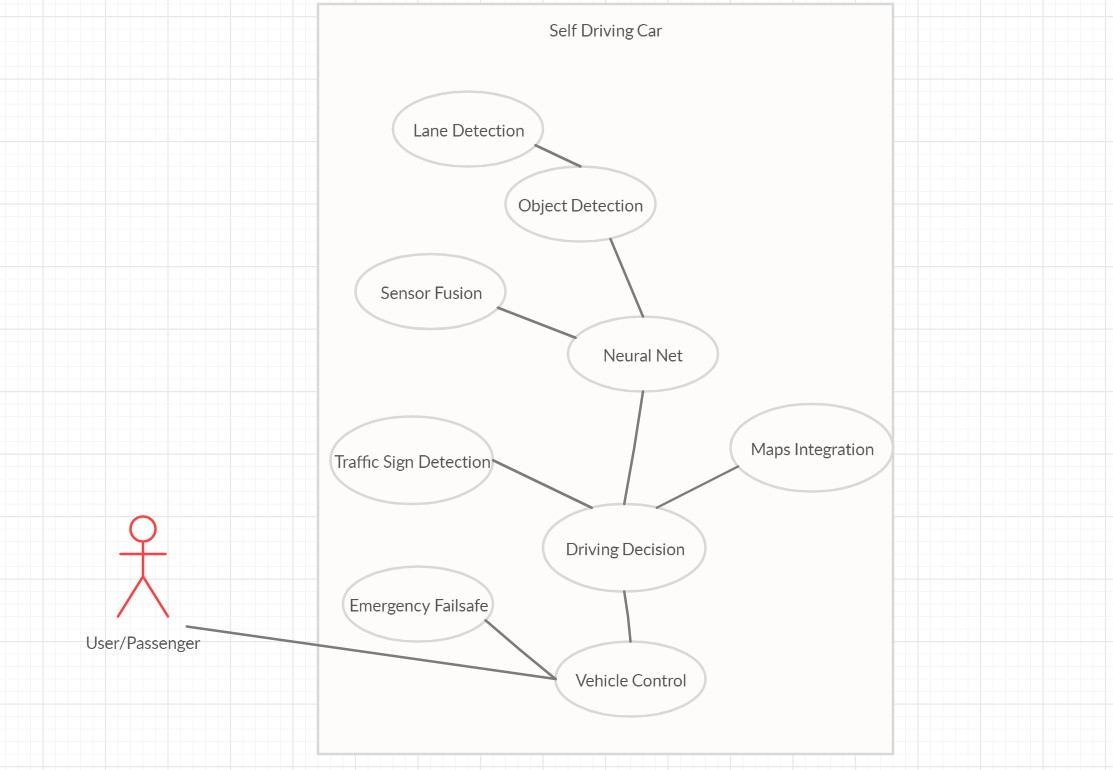 Self Driving Car
Lane Detection
Object Detection
Sensor Fusion
Neural Net
Traffic Sign Detection
Maps Integration
Driving Decision
Emergency Failsafe
User/Passenger
Vehicle Control